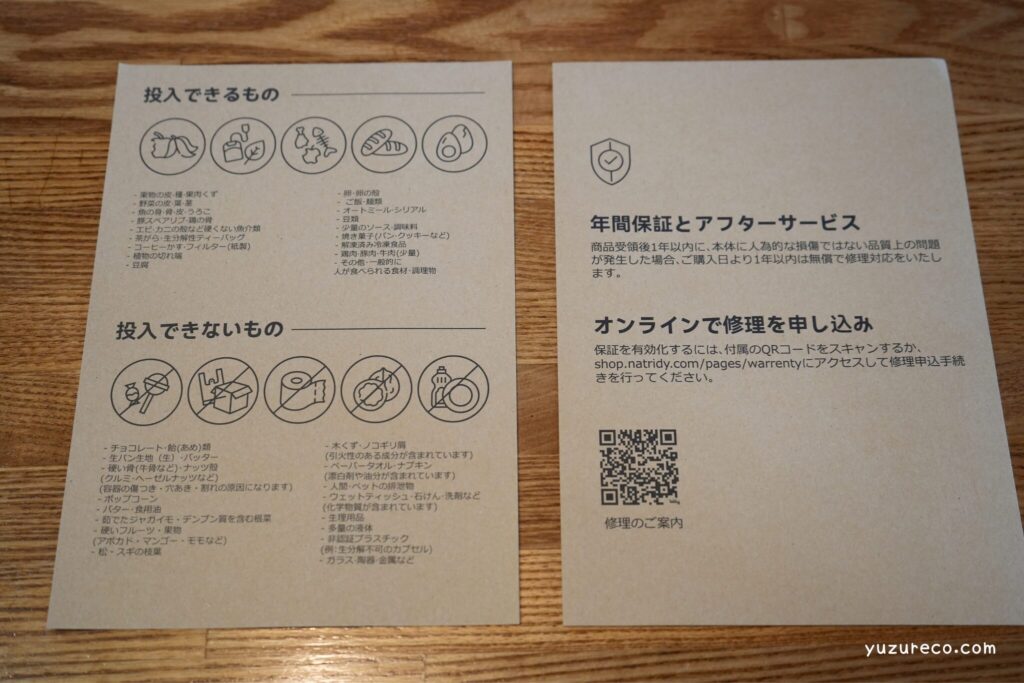 投入できるもの
- 果物の皮・種・果肉くず
- 野菜の皮・葉・茎
- 魚の身・骨・皮・うろこ
- 豚スペアリブ・鶏の骨
- エビ・カニの殻など硬くない魚介類
- 茶がら・生分解性ティーバッグ
- コーヒーかす・フィルター(紙製)
- 植物の切れ端
- 豆腐
- 卵・卵の殻
- ご飯・麺類
- オートミール・シリアル
- 豆類
- 少量のソース・調味料
- 焼き菓子(パン・クッキーなど)
- 解凍済み冷凍食品
- 鶏肉・豚肉・牛肉(少量)
- その他・一般的に
人が食べられる食材・調理物
投入できないもの
- チョコレート・飴(あめ)類
- 生パン生地（生）・バッター
- 硬い骨(牛骨など)・ナッツ殻
(クルミ・ヘーゼルナッツなど)
(容器の傷つき・穴あき・割れの原因になります)
- ポップコーン
- バター・食用油
- 茹でたジャガイモ・デンプン質を含む根菜
- 硬いフルーツ・果物
(アボカド・マンゴー・モモなど)
- 松・スギの枝葉
- 木くず・ノコギリ屑
(引火性のある成分が含まれています)
- ペーパータオル・ナプキン
(漂白剤や油分が含まれています)
- 人間・ペットの排泄物
- ウェットティッシュ・石けん・洗剤など
(化学物質が含まれています)
- 生理用品
- 多量の液体
- 非認証プラスチック
(例：生分解不可のカプセル)
- ガラス・陶器・金属など
年間保証とアフターサービス
商品受領後1年以内に、本体に人為的な損傷ではない品質上の問題
が発生した場合、ご購入日より1年以内は無償で修理対応をいたし
ます。
オンラインで修理を申し込み
保証を有効化するには、付属のQRコードをスキャンするか、
shop.natridy.com/pages/warrentyにアクセスして修理申込手続
きを行ってください。
修理のご案内
yuzureco.com